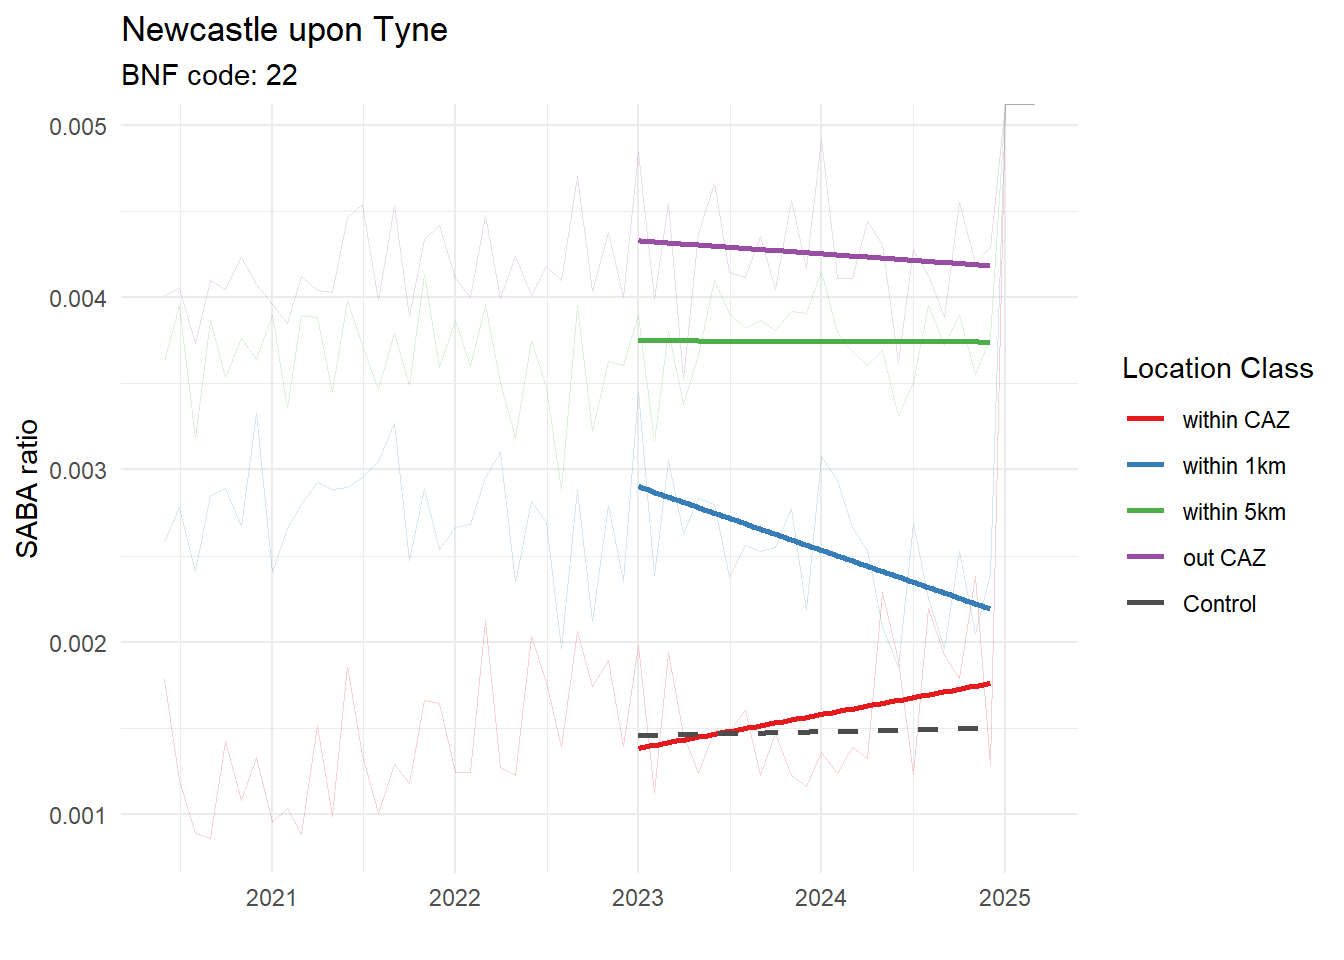 Newcastle upon Tyne
BNF code: 22
0.005
0.004
0.003
0.002
0.001
SABA ratio
2021
2022
2023
2024
2025
Location Class
within CAZ
within 1km
within 5km
out CAZ
Control